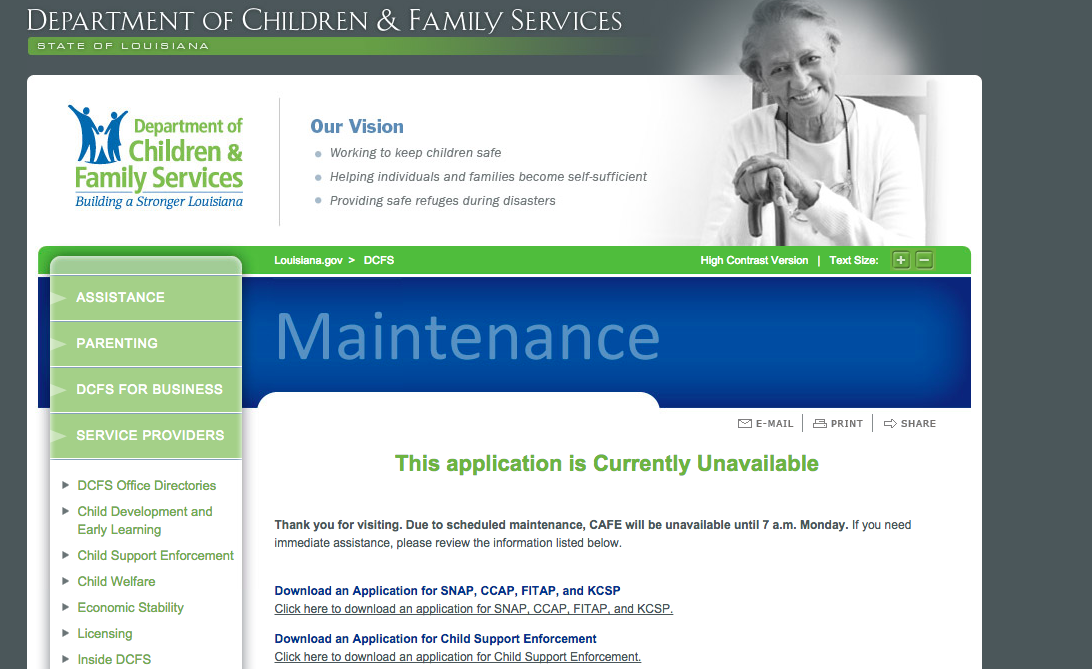 DEPARTMENT OF CHILDREN & FAMILY SERVICES
STATE OF LOUISIANA
Department of
Children &
Family Services
Building a Stronger Louisiana
Our Vision
Working to keep children safe
Helping individuals and families become self-sufficient
Providing safe refuges during disasters
Louisiana.gov > DCFS
High Contrast Version | Text Size: + −
ASSISTANCE
PARENTING
DCFS FOR BUSINESS
SERVICE PROVIDERS
DCFS Office Directories
Child Development and
Early Learning
Child Support Enforcement
Child Welfare
Economic Stability
Licensing
Inside DCFS
Maintenance
E-MAIL PRINT SHARE
This application is Currently Unavailable
Thank you for visiting. Due to scheduled maintenance, CAFE will be unavailable until 7 a.m. Monday. If you need
immediate assistance, please review the information listed below.
Download an Application for SNAP, CCAP, FITAP, and KCSP
Click here to download an application for SNAP, CCAP, FITAP, and KCSP.
Download an Application for Child Support Enforcement
Click here to download an application for Child Support Enforcement.